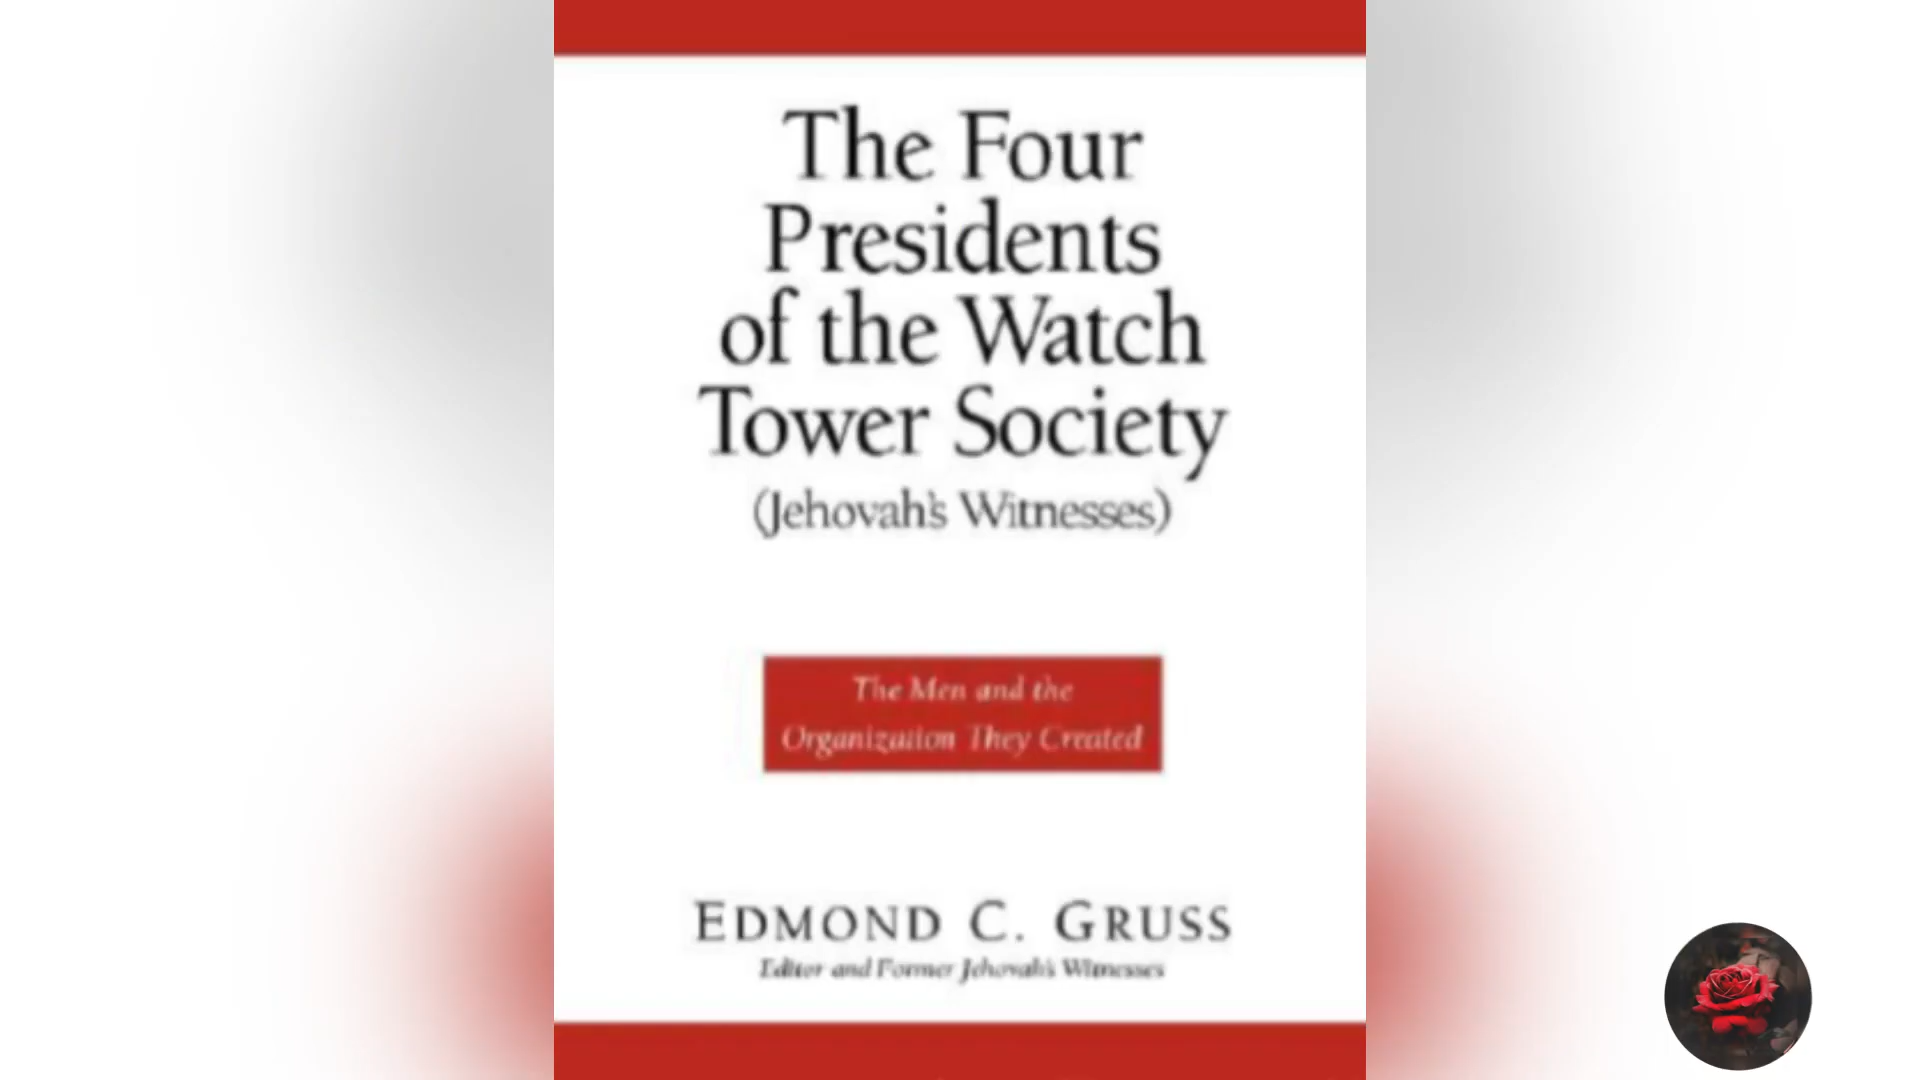 The Four
Presidents
of the Watch
Tower Society
(Jehovah's Witnesses)
The Men and the
Organization They Created
EDMOND C. GRUSS
Editor and Former Jehovah's Witnesses